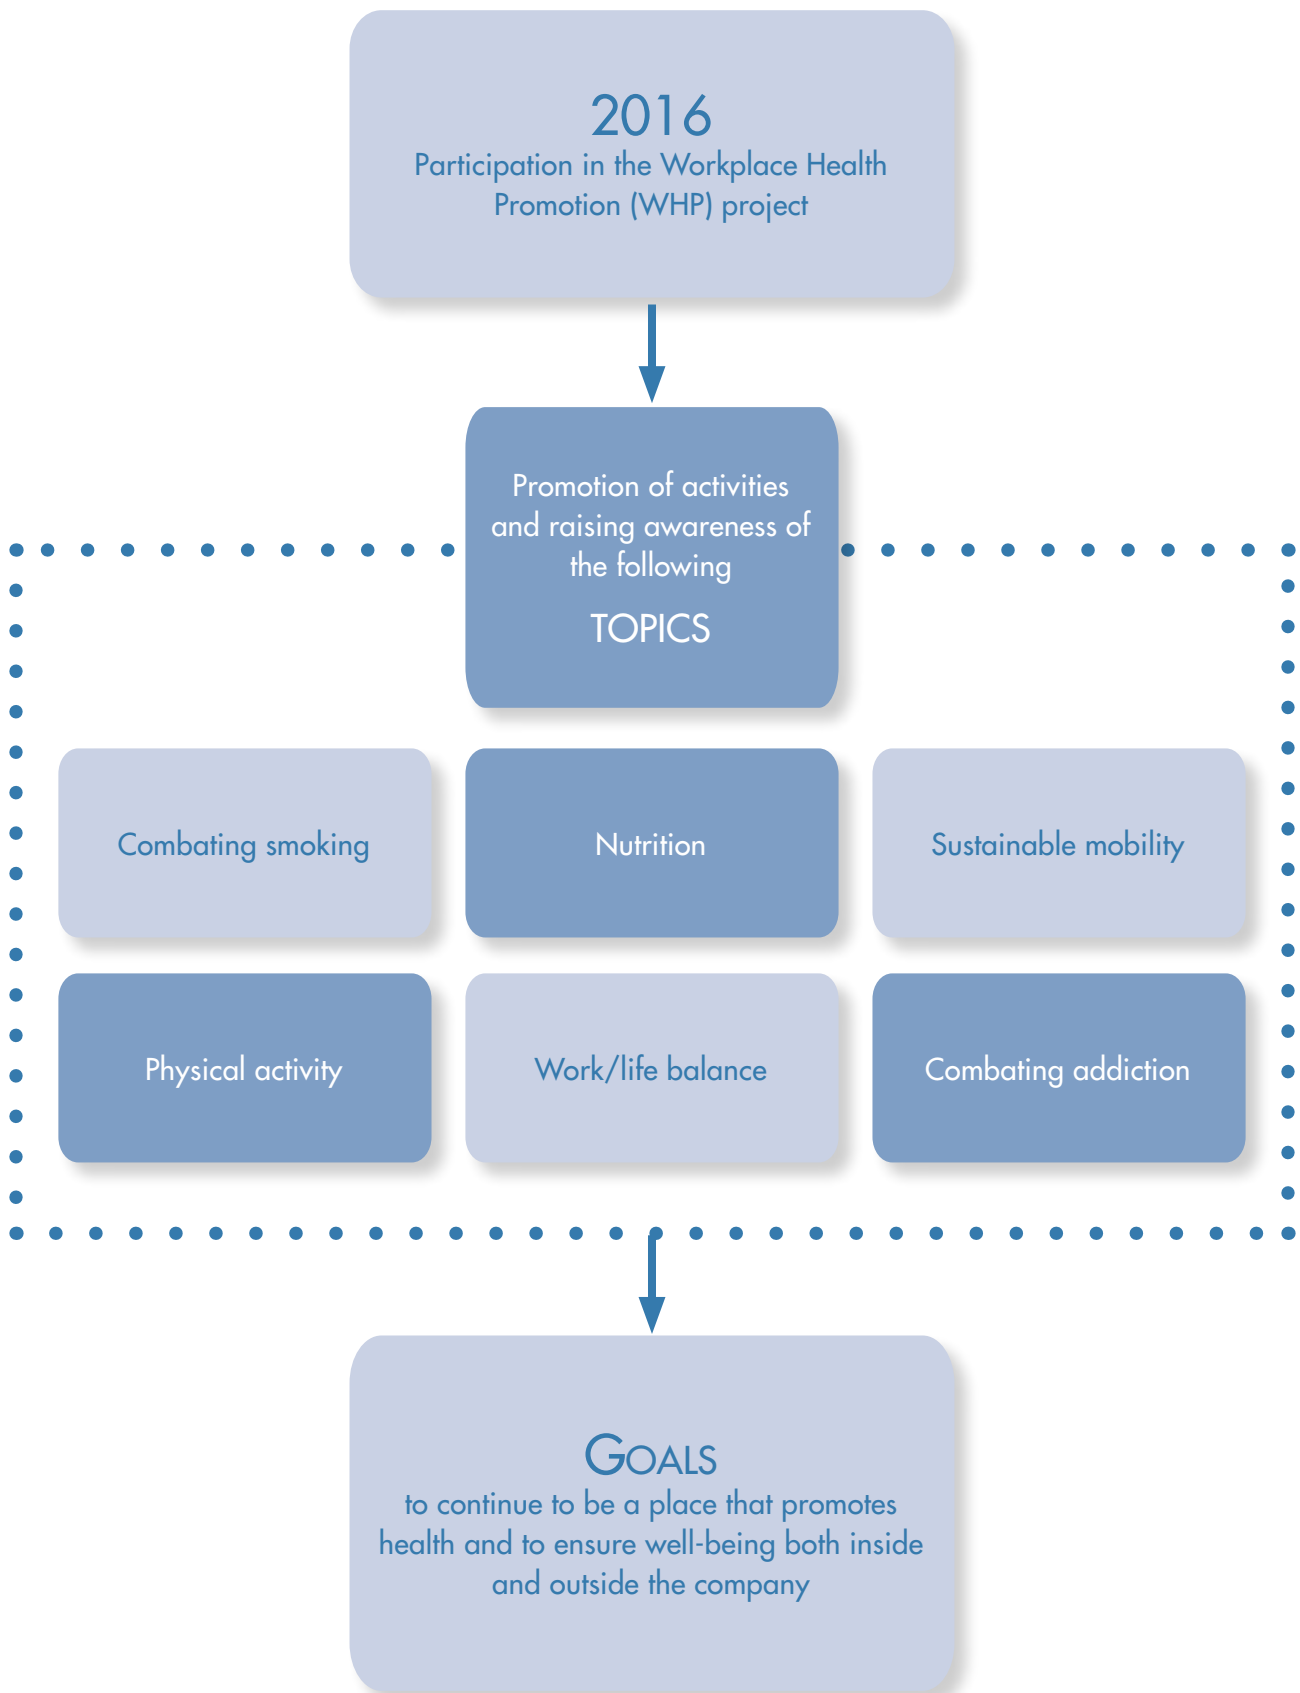 2016
Participation in the Workplace Health
Promotion (WHP) project
Promotion of activities
and raising awareness of
the following
TOPICS
Combating smoking
Nutrition
Sustainable mobility
Physical activity
Work/life balance
Combating addiction
GOALS
to continue to be a place that promotes
health and to ensure well-being both inside
and outside the company